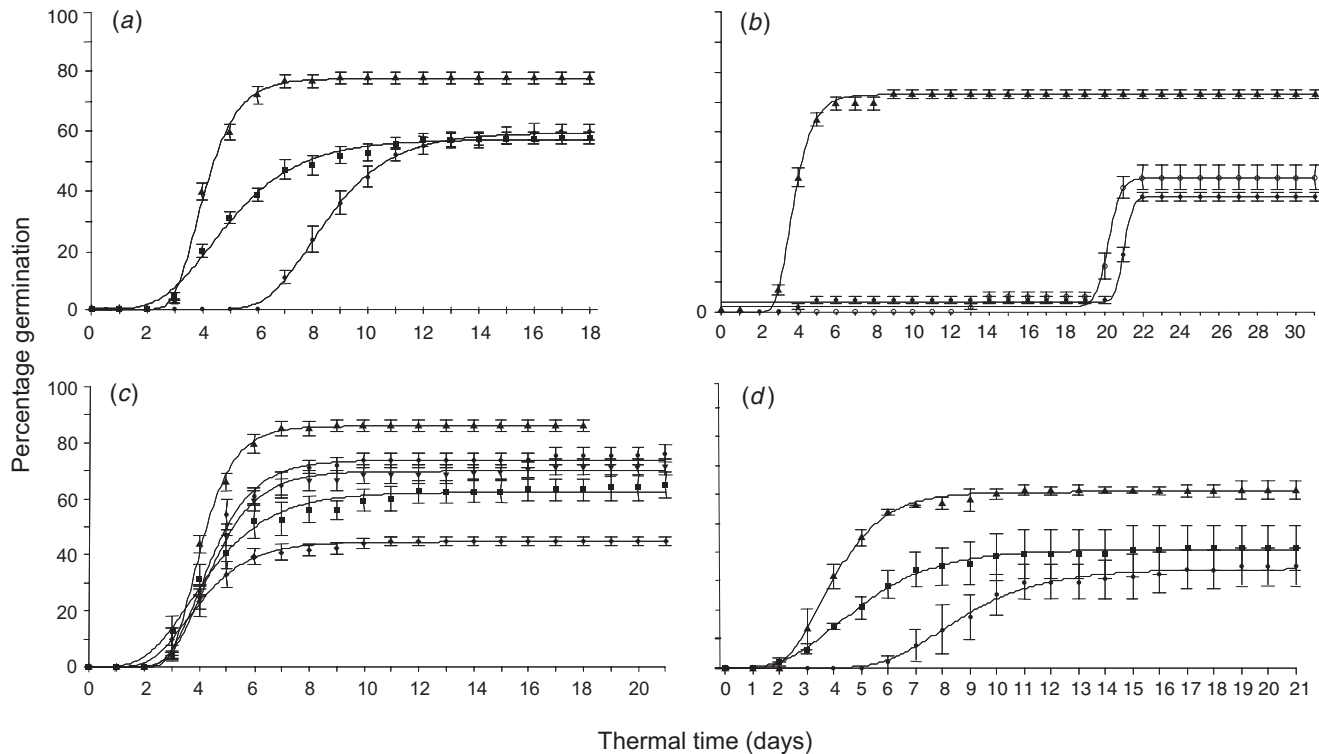 (a)
100
80
60
40
20
0
0 2 4 6 8 10 12 14 16 18
(b)
0
0 2 4 6 8 10 12 14 16 18 20 22 24 26 28 30
Percentage germination
(c)
100
80
60
40
20
0
0 2 4 6 8 10 12 14 16 18 20
(d)
0 1 2 3 4 5 6 7 8 9 10 11 12 13 14 15 16 17 18 19 20 21
Thermal time (days)